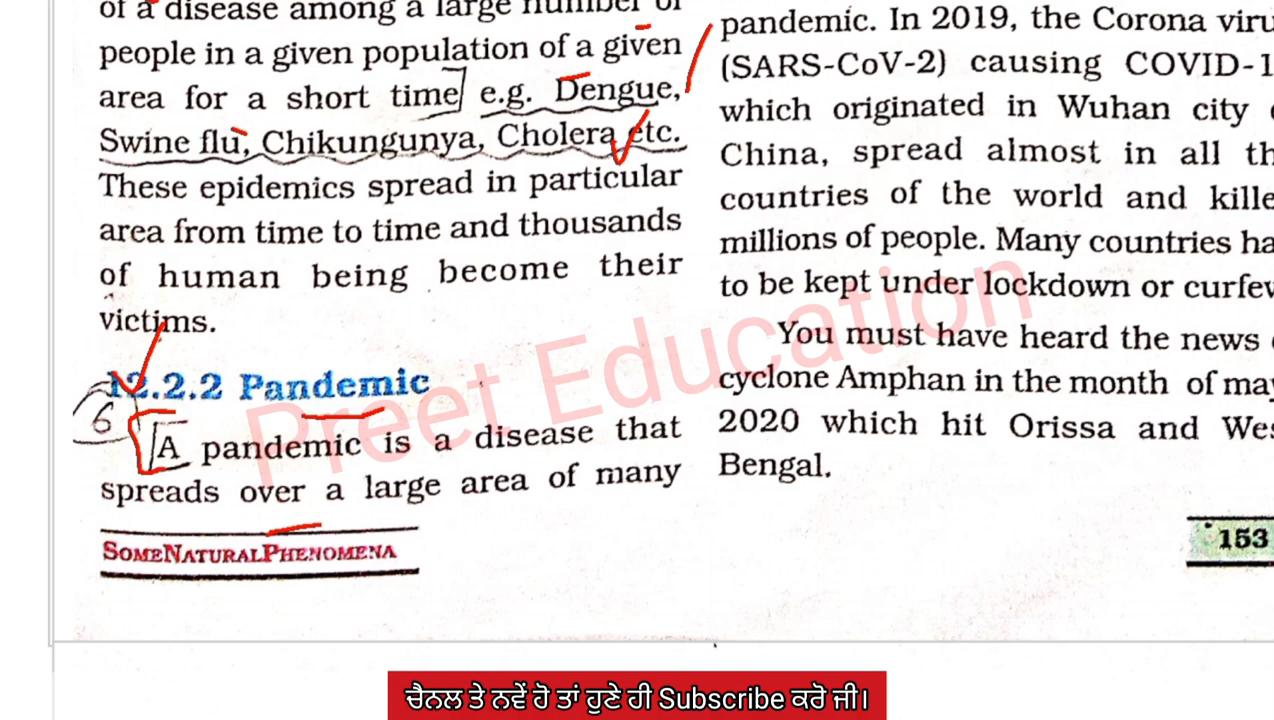 of a disease among a large number of
people in a given population of a given
area for a short time e.g. Dengue,
Swine flu, Chikungunya, Cholera etc.
These epidemics spread in particular
area from time to time and thousands
of human being become their
victims.
12.2.2 Pandemic
6
A pandemic is a disease that
spreads over a large area of many
SOMENATURALPHENOMENA
pandemic. In 2019, the Corona viru
(SARS-CoV-2) causing COVID-1
which originated in Wuhan city
China, spread almost in all th
countries of the world and kille
millions of people. Many countries ha
to be kept under lockdown or curfew
You must have heard the news
cyclone Amphan in the month of may
2020 which hit Orissa and Wes
Bengal.
153
Preet Education
ਚੈਨਲ ਤੇ ਨਵੇਂ ਹੋ ਤਾਂ ਹੁਣੇ ਹੀ Subscribe ਕਰੋ ਜੀ।